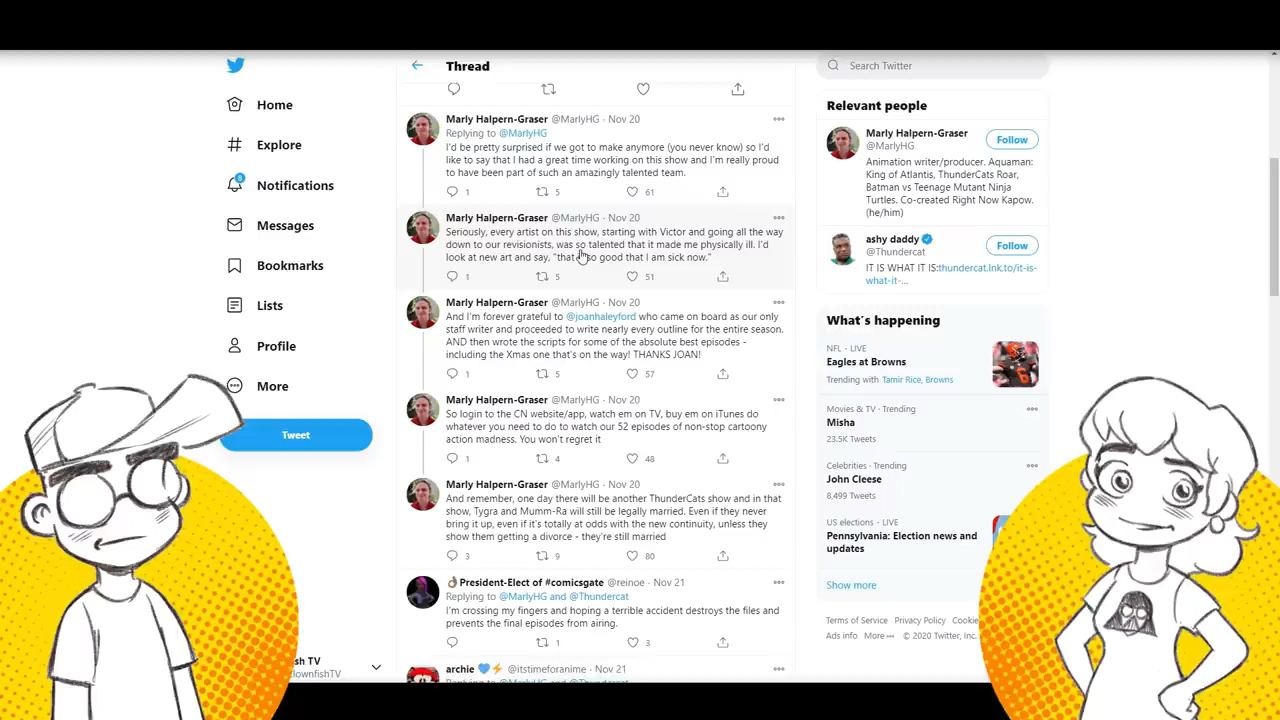 Home
Explore
8
Notifications
Messages
Bookmarks
Lists
Profile
More
Tweet
sh TV
lownfishTV
Thread
Marly Halpern-Graser @MarlyHG · Nov 20
Replying to @MarlyHG
I'd be pretty surprised if we got to make anymore (you never know) so I'd
like to say that I had a great time working on this show and I'm really proud
to have been part of such an amazingly talented team.
1 5 61
Marly Halpern-Graser @MarlyHG · Nov 20
Seriously, every artist on this show, starting with Victor and going all the way
down to our revisionists, was so talented that it made me physically ill. I'd
look at new art and say, "that so good that I am sick now."
1 5 51
Marly Halpern-Graser @MarlyHG · Nov 20
And I'm forever grateful to @joanhaleyford who came on board as our only
staff writer and proceeded to write nearly every outline for the entire season.
AND then wrote the scripts for some of the absolute best episodes -
including the Xmas one that's on the way! THANKS JOAN!
1 5 57
Marly Halpern-Graser @MarlyHG · Nov 20
So login to the CN website/app, watch em on TV, buy em on iTunes do
whatever you need to do to watch our 52 episodes of non-stop cartoony
action madness. You won't regret it
1 4 48
Marly Halpern-Graser @MarlyHG · Nov 20
And remember, one day there will be another ThunderCats show and in that
show, Tygra and Mumm-Ra will still be legally married. Even if they never
bring it up, even if it's totally at odds with the new continuity, unless they
show them getting a divorce - they're still married
3 9 80
👌🏽President-Elect of #comicsgate @reinoe · Nov 21
Replying to @MarlyHG and @Thundercat
I'm crossing my fingers and hoping a terrible accident destroys the files and
prevents the final episodes from airing.
1 3
archie 💙⚡ @itstimeforanime · Nov 21
Replying to @MarlyHG and @Thundercat
Search Twitter
Relevant people
Marly Halpern-Graser
@MarlyHG
Follow
Animation writer/producer. Aquaman:
King of Atlantis, ThunderCats Roar,
Batman vs Teenage Mutant Ninja
Turtles. Co-created Right Now Kapow.
(he/him)
ashy daddy
@Thundercat
Follow
IT IS WHAT IT IS:thundercat.lnk.to/it-is-
what-it-...
What's happening
NFL · LIVE
Eagles at Browns
Trending with Tamir Rice, Browns
Movies & TV · Trending
Misha
23.5K Tweets
Celebrities · Trending
John Cleese
8,499 Tweets
US elections · LIVE
Pennsylvania: Election news and
updates
Show more
Terms of Service Privacy Policy Cookie
Ads info More © 2020 Twitter, Inc.